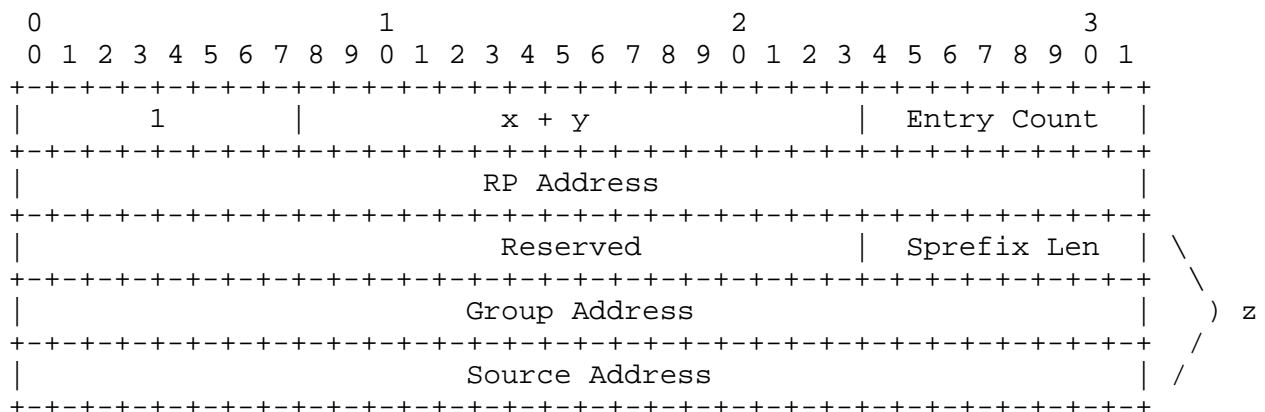 0                   1                   2                   3
0 1 2 3 4 5 6 7 8 9 0 1 2 3 4 5 6 7 8 9 0 1 2 3 4 5 6 7 8 9 0 1
+-+-+-+-+-+-+-+-+-+-+-+-+-+-+-+-+-+-+-+-+-+-+-+-+-+-+-+-+-+-+-+-+
|       1       |           x + y               |  Entry Count  |
+-+-+-+-+-+-+-+-+-+-+-+-+-+-+-+-+-+-+-+-+-+-+-+-+-+-+-+-+-+-+-+-+
|                          RP Address                           |
+-+-+-+-+-+-+-+-+-+-+-+-+-+-+-+-+-+-+-+-+-+-+-+-+-+-+-+-+-+-+-+-+
|                           Reserved            |  Sprefix Len  | \
+-+-+-+-+-+-+-+-+-+-+-+-+-+-+-+-+-+-+-+-+-+-+-+-+-+-+-+-+-+-+-+-+  \
|                         Group Address                         |   ) z
+-+-+-+-+-+-+-+-+-+-+-+-+-+-+-+-+-+-+-+-+-+-+-+-+-+-+-+-+-+-+-+-+  /
|                         Source Address                        | /
+-+-+-+-+-+-+-+-+-+-+-+-+-+-+-+-+-+-+-+-+-+-+-+-+-+-+-+-+-+-+-+-+